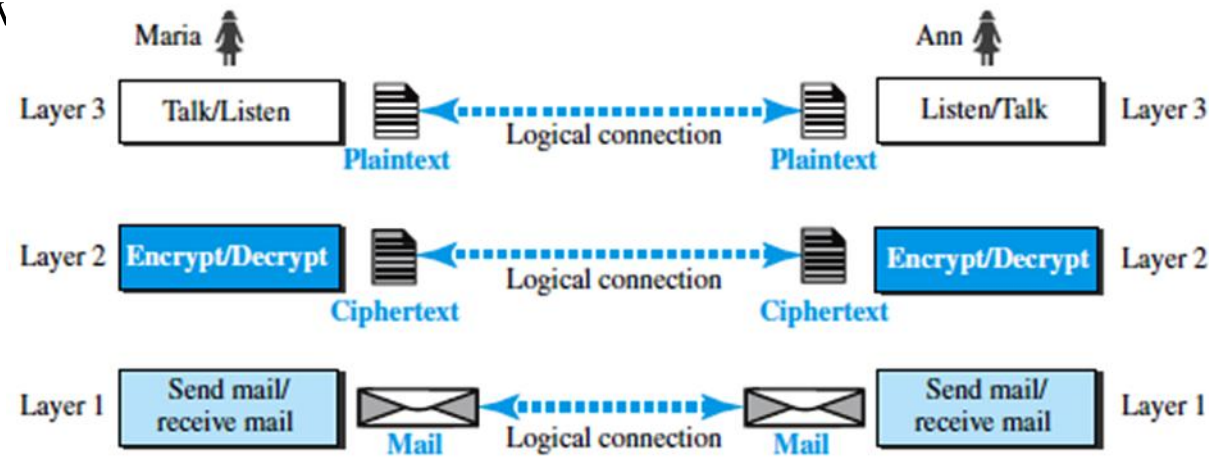 Maria
Ann
Layer 3
Talk/Listen
Logical connection
Listen/Talk
Layer 3
Plaintext
Plaintext
Layer 2
Encrypt/Decrypt
Logical connection
Encrypt/Decrypt
Layer 2
Ciphertext
Ciphertext
Layer 1
Send mail/
receive mail
Logical connection
Send mail/
receive mail
Layer 1
Mail
Mail